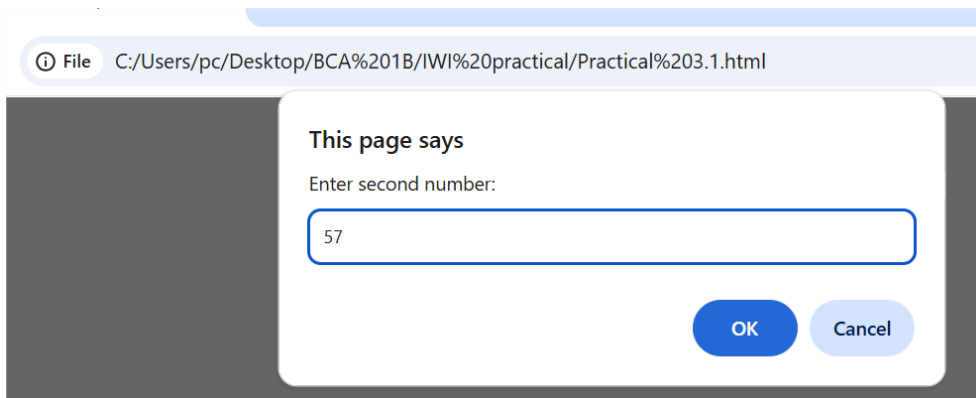 File C:/Users/pc/Desktop/BCA%201B/IWI%20practical/Practical%203.1.html
This page says
Enter second number:
57
OK Cancel